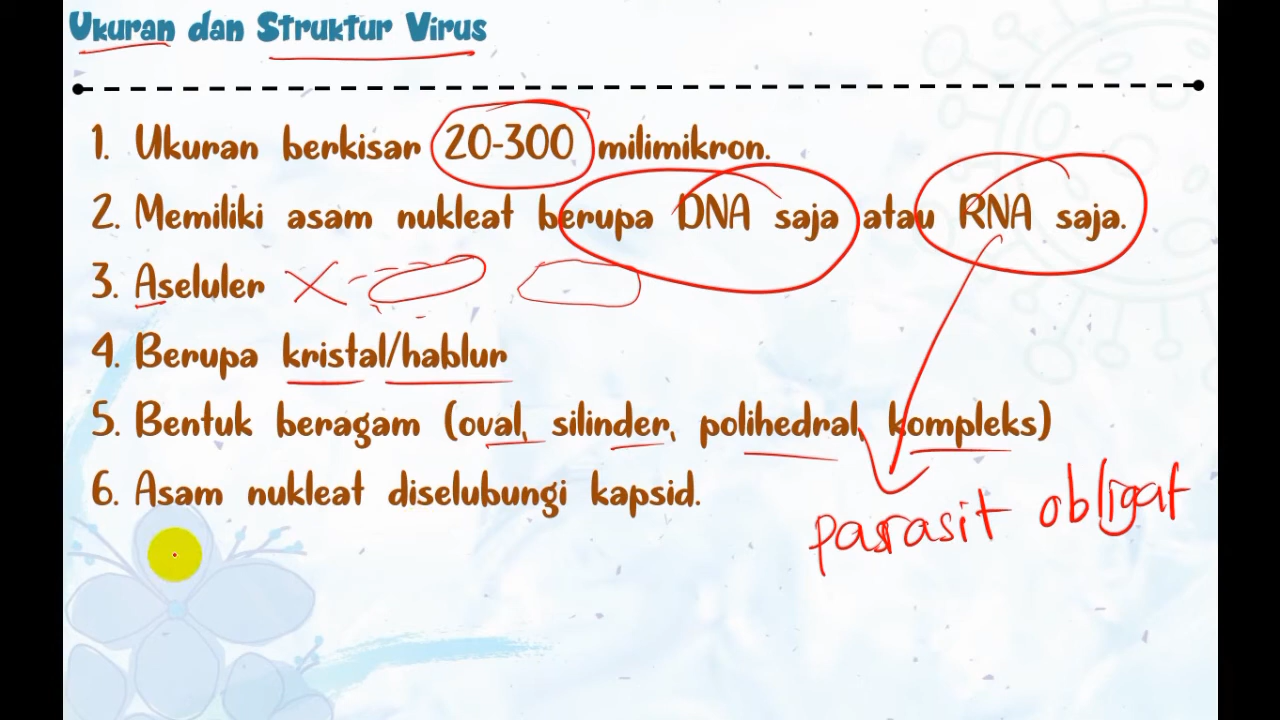 Ukuran dan Struktur Virus
1. Ukuran berkisar 20-300 milimikron.
2. Memiliki asam nukleat berupa DNA saja atau RNA saja.
3. Aseluler
4. Berupa kristal/hablur
5. Bentuk beragam (oval, silinder, polihedral, kompleks)
6. Asam nukleat diselubungi kapsid.
parasit obligat